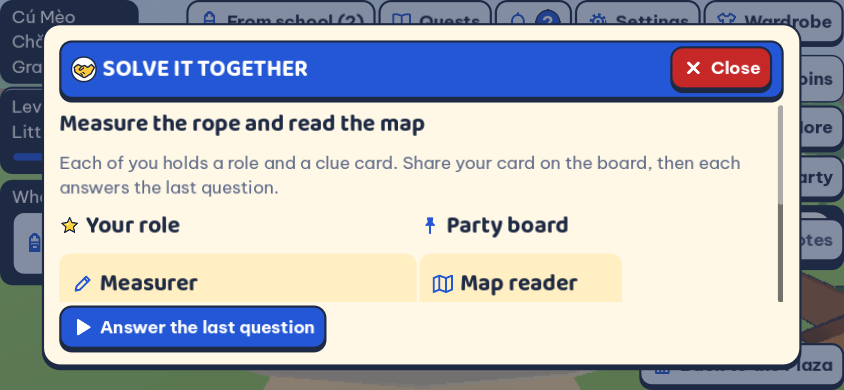 Cú Mèo
From school (2)
Quests
2
Settings
Wardrobe
SOLVE IT TOGETHER
Close
Measure the rope and read the map
Each of you holds a role and a clue card. Share your card on the board, then each
answers the last question.
Your role
Party board
Measurer
Map reader
Answer the last question